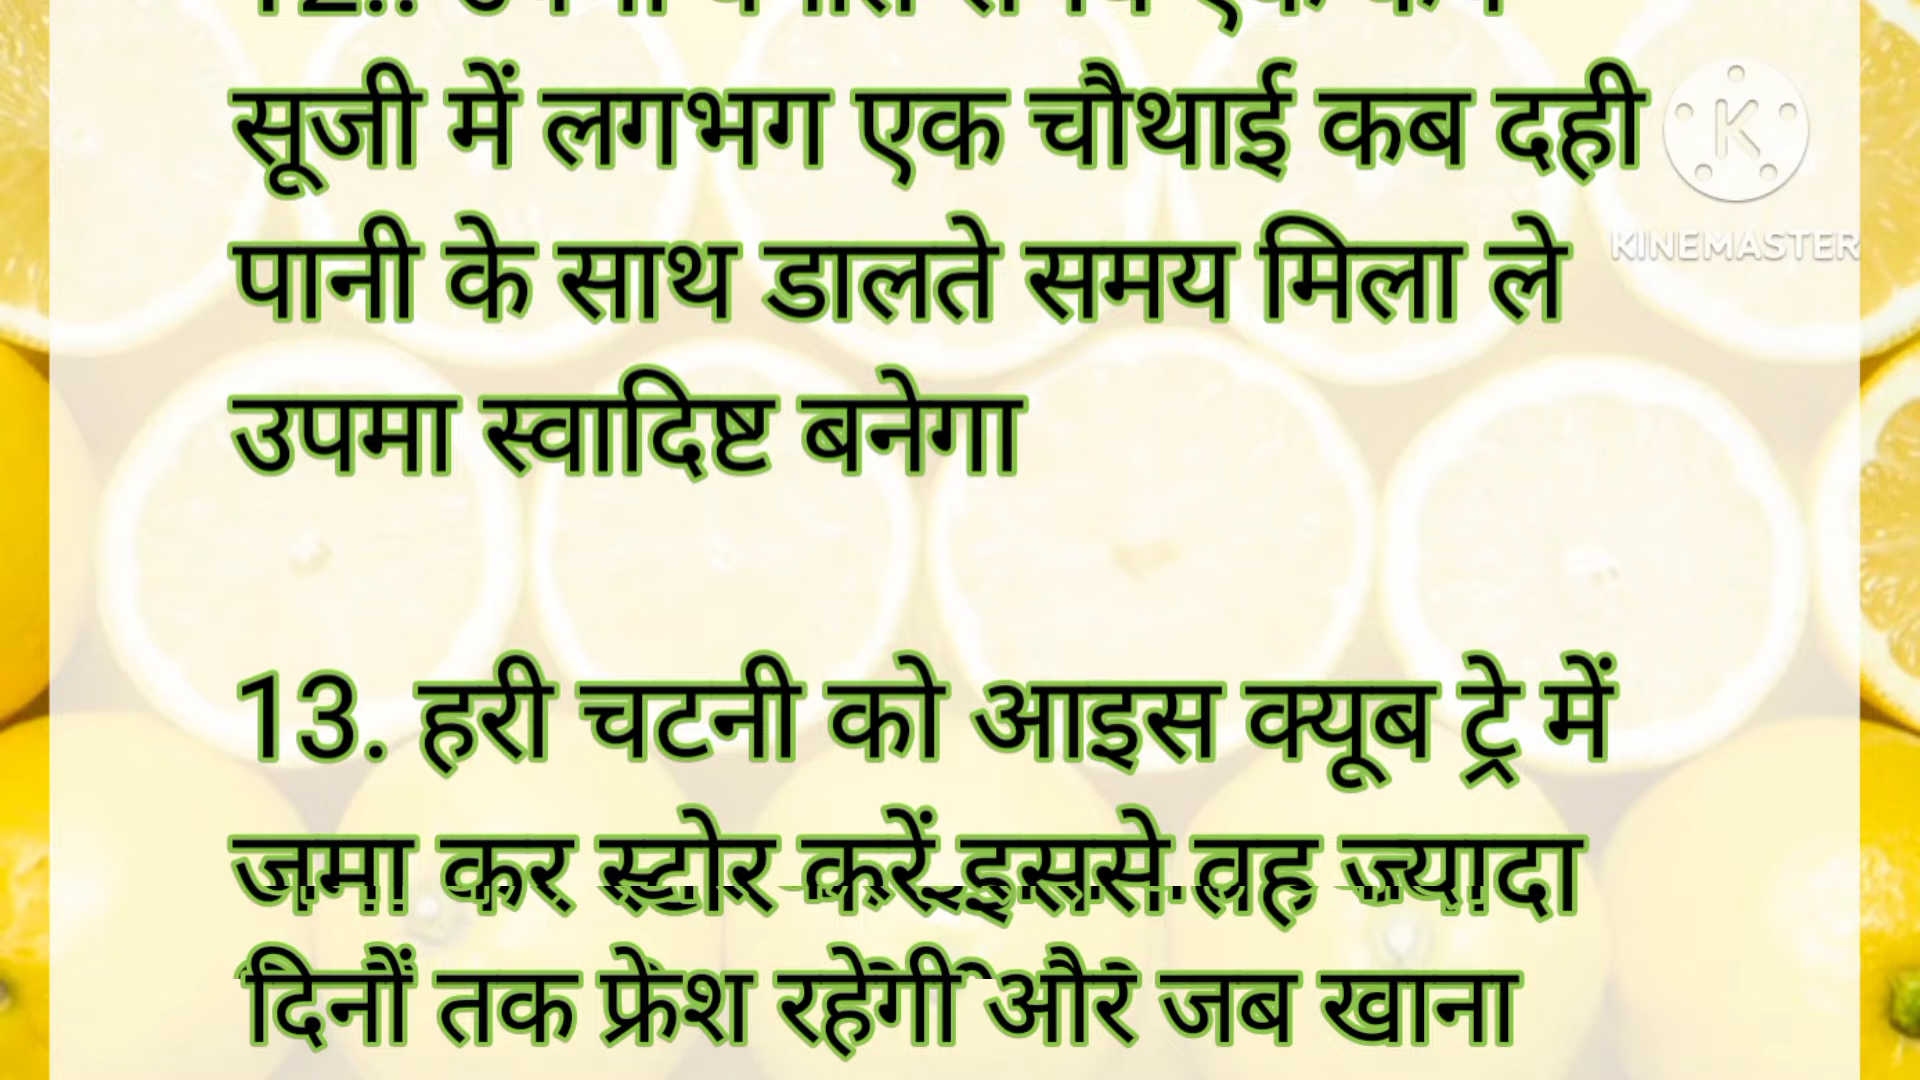 सूजी में लगभग एक चौथाई कब दही
पानी के साथ डालते समय मिला ले
उपमा स्वादिष्ट बनेगा
13. हरी चटनी को आइस क्यूब ट्रे में
जमा कर स्टोर करें इससे वह ज्यादा
दिनों तक फ्रेश रहेगी और जब खाना
KINEMASTER